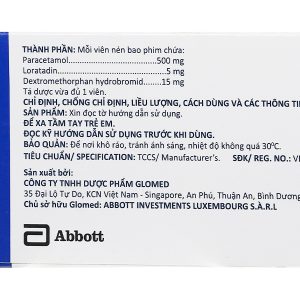 THÀNH PHẦN: Mỗi viên nén bao phim chứa:
Paracetamol............................500 mg
Loratadin....................................5 mg
Dextromethorphan hydrobromid.........15 mg
Tá dược vừa đủ 1 viên.
CHỈ ĐỊNH, CHỐNG CHỈ ĐỊNH, LIỀU LƯỢNG, CÁCH DÙNG VÀ CÁC THÔNG TI
PHẨM: Xin đọc tờ hướng dẫn sử dụng.
ĐỂ XA TẦM TAY TRẺ EM.
ĐỌC KỸ HƯỚNG DẪN SỬ DỤNG TRƯỚC KHI DÙNG.
BẢO QUẢN: Để nơi khô ráo, tránh ánh sáng, nhiệt độ không quá 30°C.
TIÊU CHUẨN/ SPECIFICATION: TCCS/ Manufacturer's. SĐK/ REG. NO.: V
Sản xuất bởi:
CÔNG TY TNHH DƯỢC PHẨM GLOMED
35 Đại Lộ Tự Do, KCN Việt Nam - Singapore, An Phú, Thuận An, Bình Dương
Chủ sở hữu Glomed: ABBOTT INVESTMENTS LUXEMBOURG S.À.R.L
Abbott